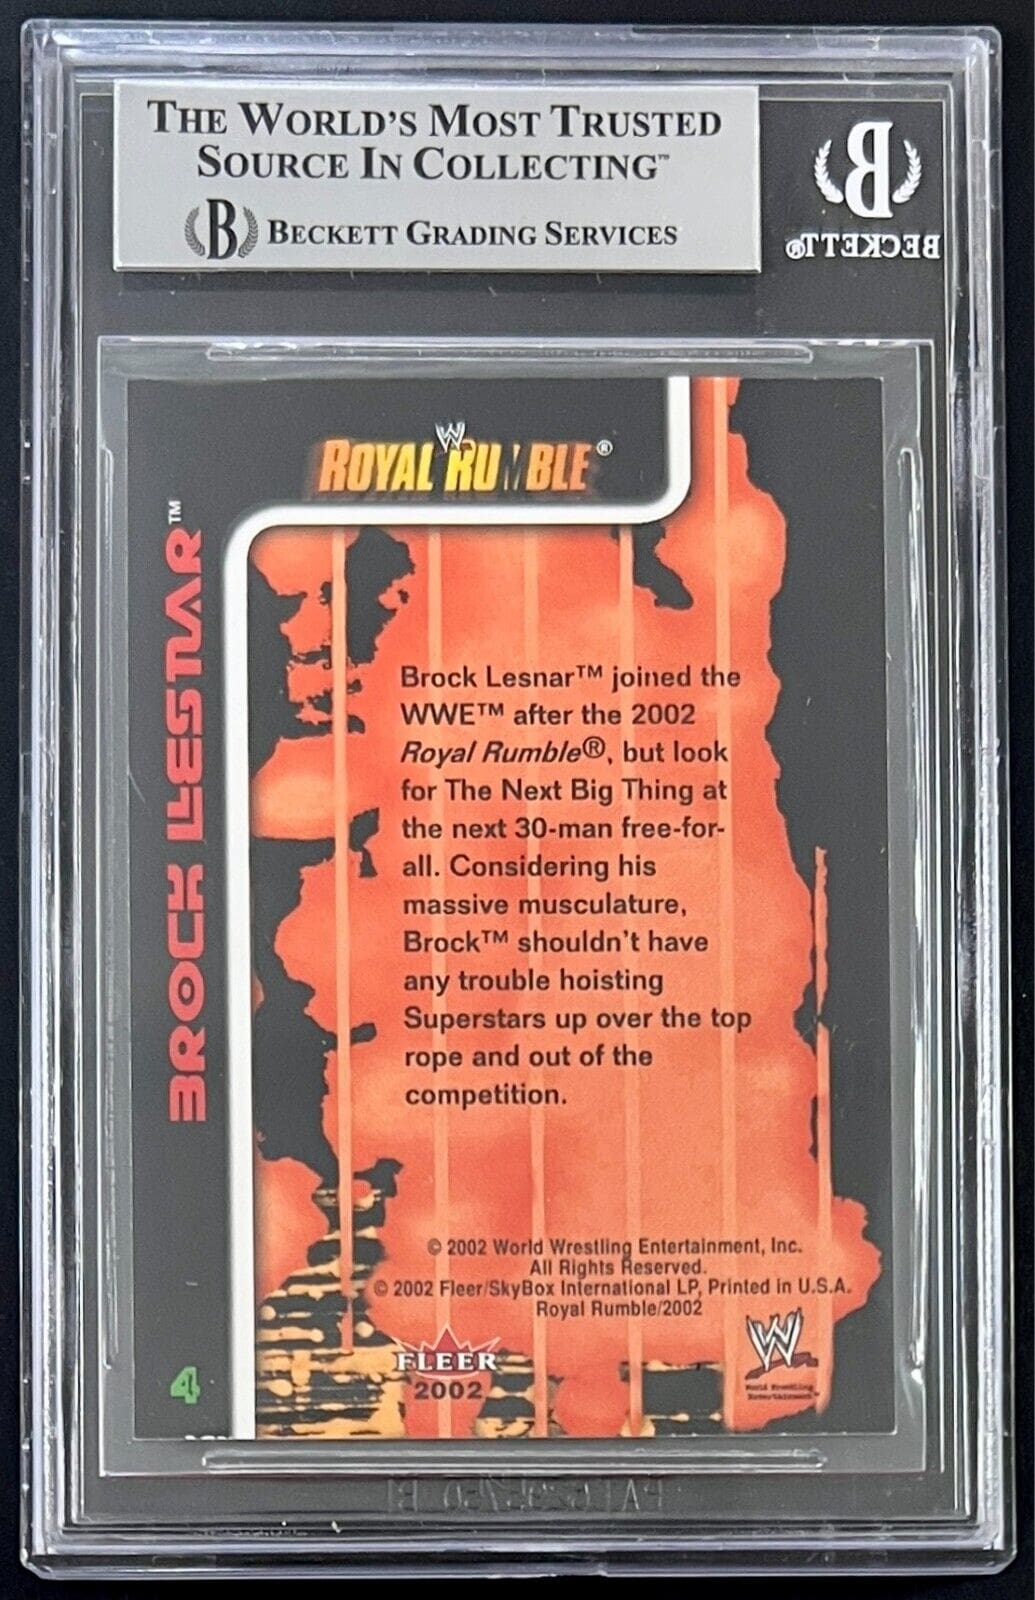 THE WORLD'S MOST TRUSTED
SOURCE IN COLLECTING™
B BECKETT GRADING SERVICES
B
BECKETT®
W
ROYAL RUMBLE®
BROCK LESNAR™
Brock Lesnar™ joined the
WWE™ after the 2002
Royal Rumble®, but look
for The Next Big Thing at
the next 30-man free-for-
all. Considering his
massive musculature,
Brock™ shouldn't have
any trouble hoisting
Superstars up over the top
rope and out of the
competition.
© 2002 World Wrestling Entertainment, Inc.
All Rights Reserved.
© 2002 Fleer/SkyBox International LP, Printed in U.S.A.
Royal Rumble/2002
FLEER
2002
W
World Wrestling
Entertainment™
4